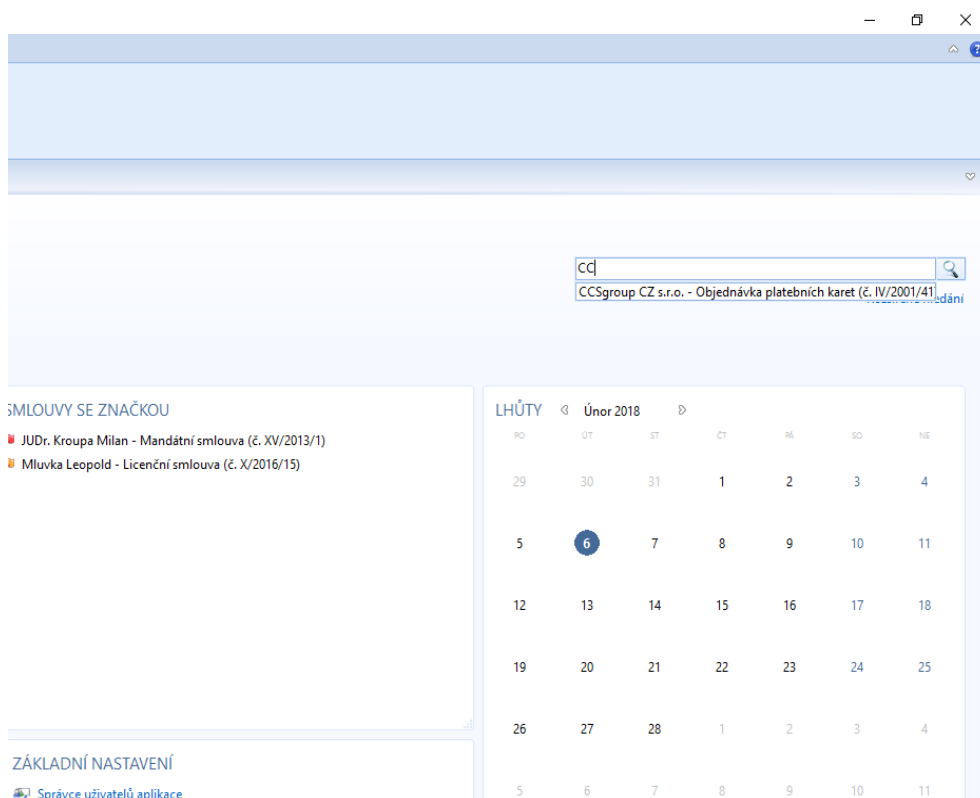 CC
CCSgroup CZ s.r.o. - Objednávka platebních karet (č. IV/2001/41)
SMLOUVY SE ZNAČKOU
JUDr. Kroupa Milan - Mandátní smlouva (č. XV/2013/1)
Mluvka Leopold - Licenční smlouva (č. X/2016/15)
LHŮTY Únor 2018
PO ÚT ST ČT PÁ SO NE
29 30 31 1 2 3 4
5 6 7 8 9 10 11
12 13 14 15 16 17 18
19 20 21 22 23 24 25
26 27 28 1 2 3 4
5 6 7 8 9 10 11
ZÁKLADNÍ NASTAVENÍ
Správce uživatelů aplikace